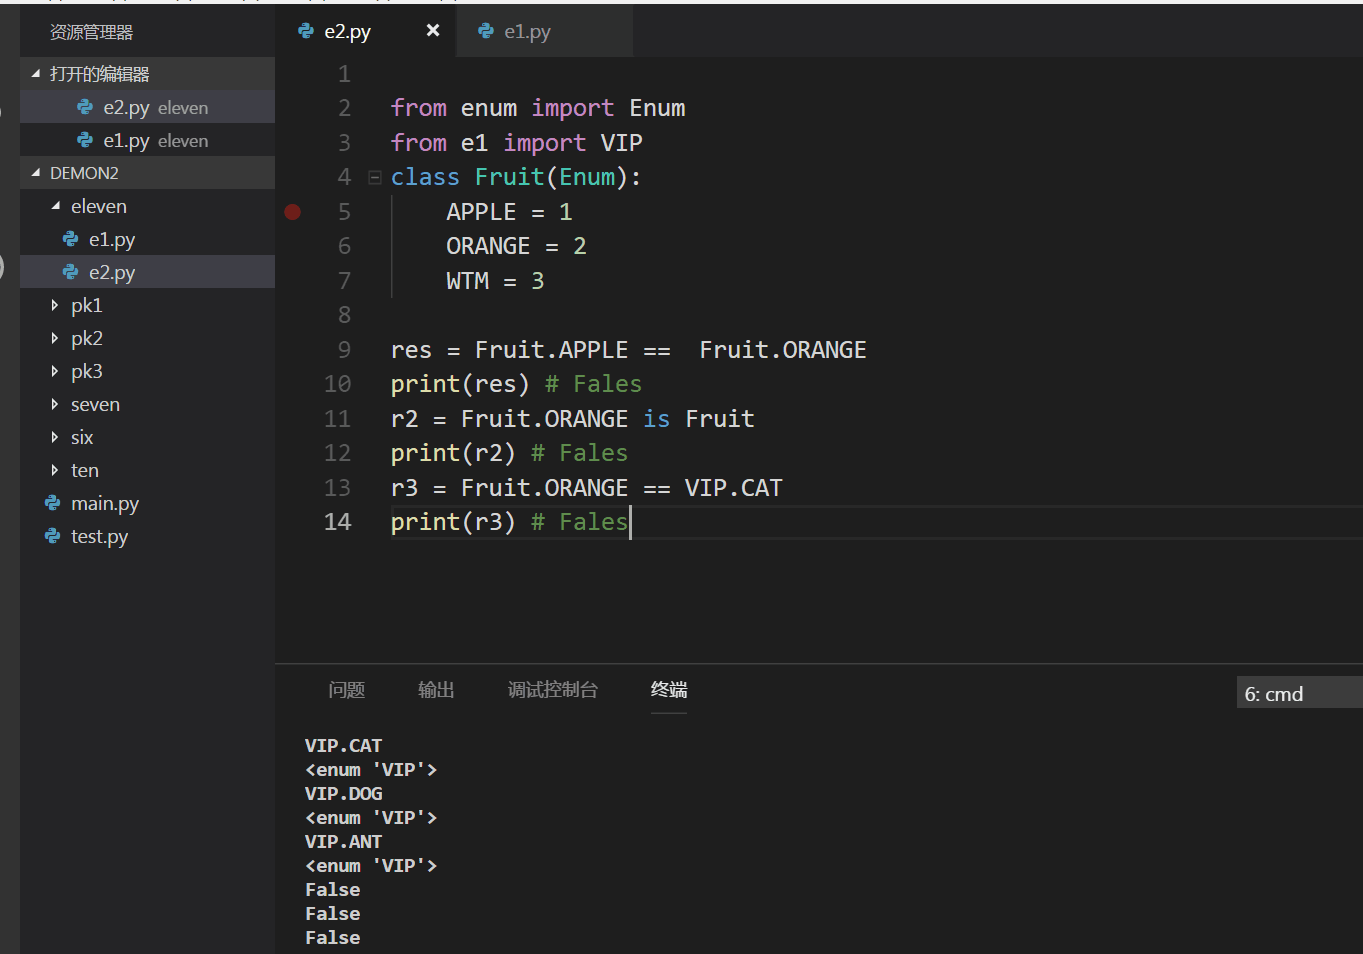 资源管理器
打开的编辑器
e2.py eleven
e1.py eleven
DEMON2
eleven
e1.py
e2.py
pk1
pk2
pk3
seven
six
ten
main.py
test.py
e2.py
e1.py
1
2 from enum import Enum
3 from e1 import VIP
4 class Fruit(Enum):
5 APPLE = 1
6 ORANGE = 2
7 WTM = 3
8
9 res = Fruit.APPLE ==  Fruit.ORANGE
10 print(res) # Fales
11 r2 = Fruit.ORANGE is Fruit
12 print(r2) # Fales
13 r3 = Fruit.ORANGE == VIP.CAT
14 print(r3) # Fales
问题 输出 调试控制台 终端
6: cmd
VIP.CAT
<enum 'VIP'>
VIP.DOG
<enum 'VIP'>
VIP.ANT
<enum 'VIP'>
False
False
False